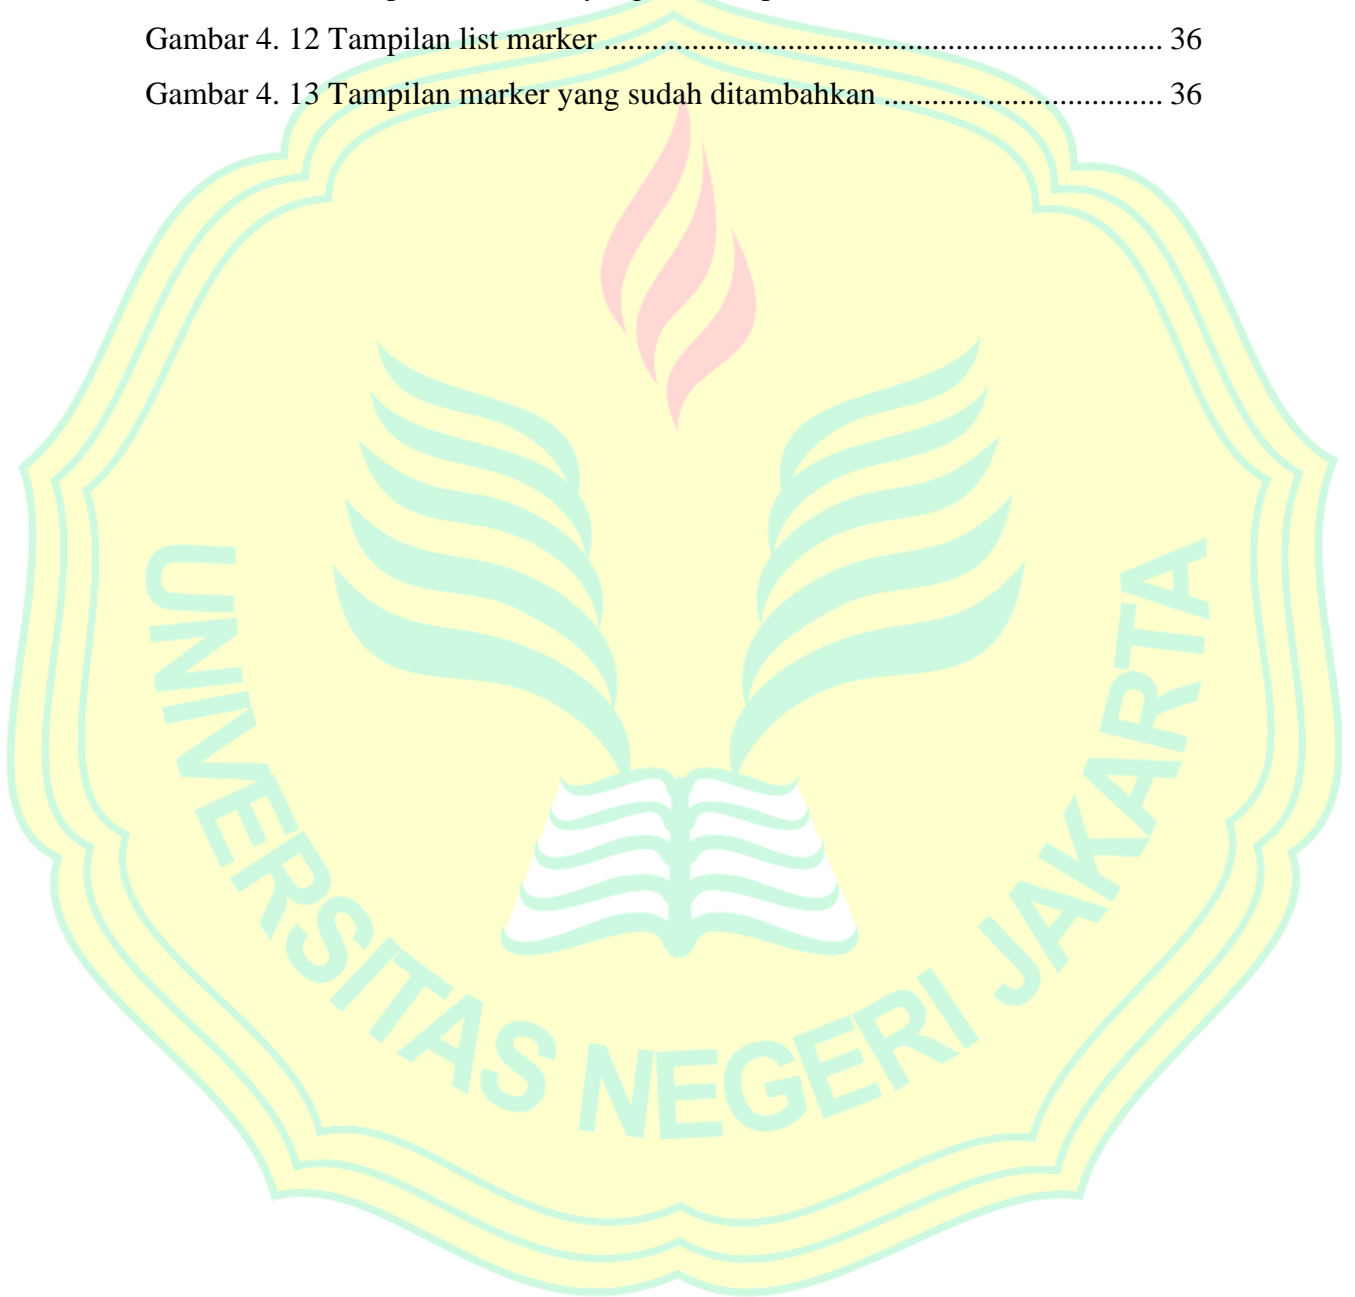 Gambar 4. 12 Tampilan list marker ...................................................................... 36
Gambar 4. 13 Tampilan marker yang sudah ditambahkan ................................... 36
UNIVERSITAS NEGERI JAKARTA